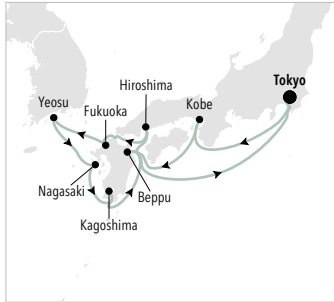 Tokyo
Hiroshima
Kobe
Yeosu
Fukuoka
Nagasaki
Beppu
Kagoshima